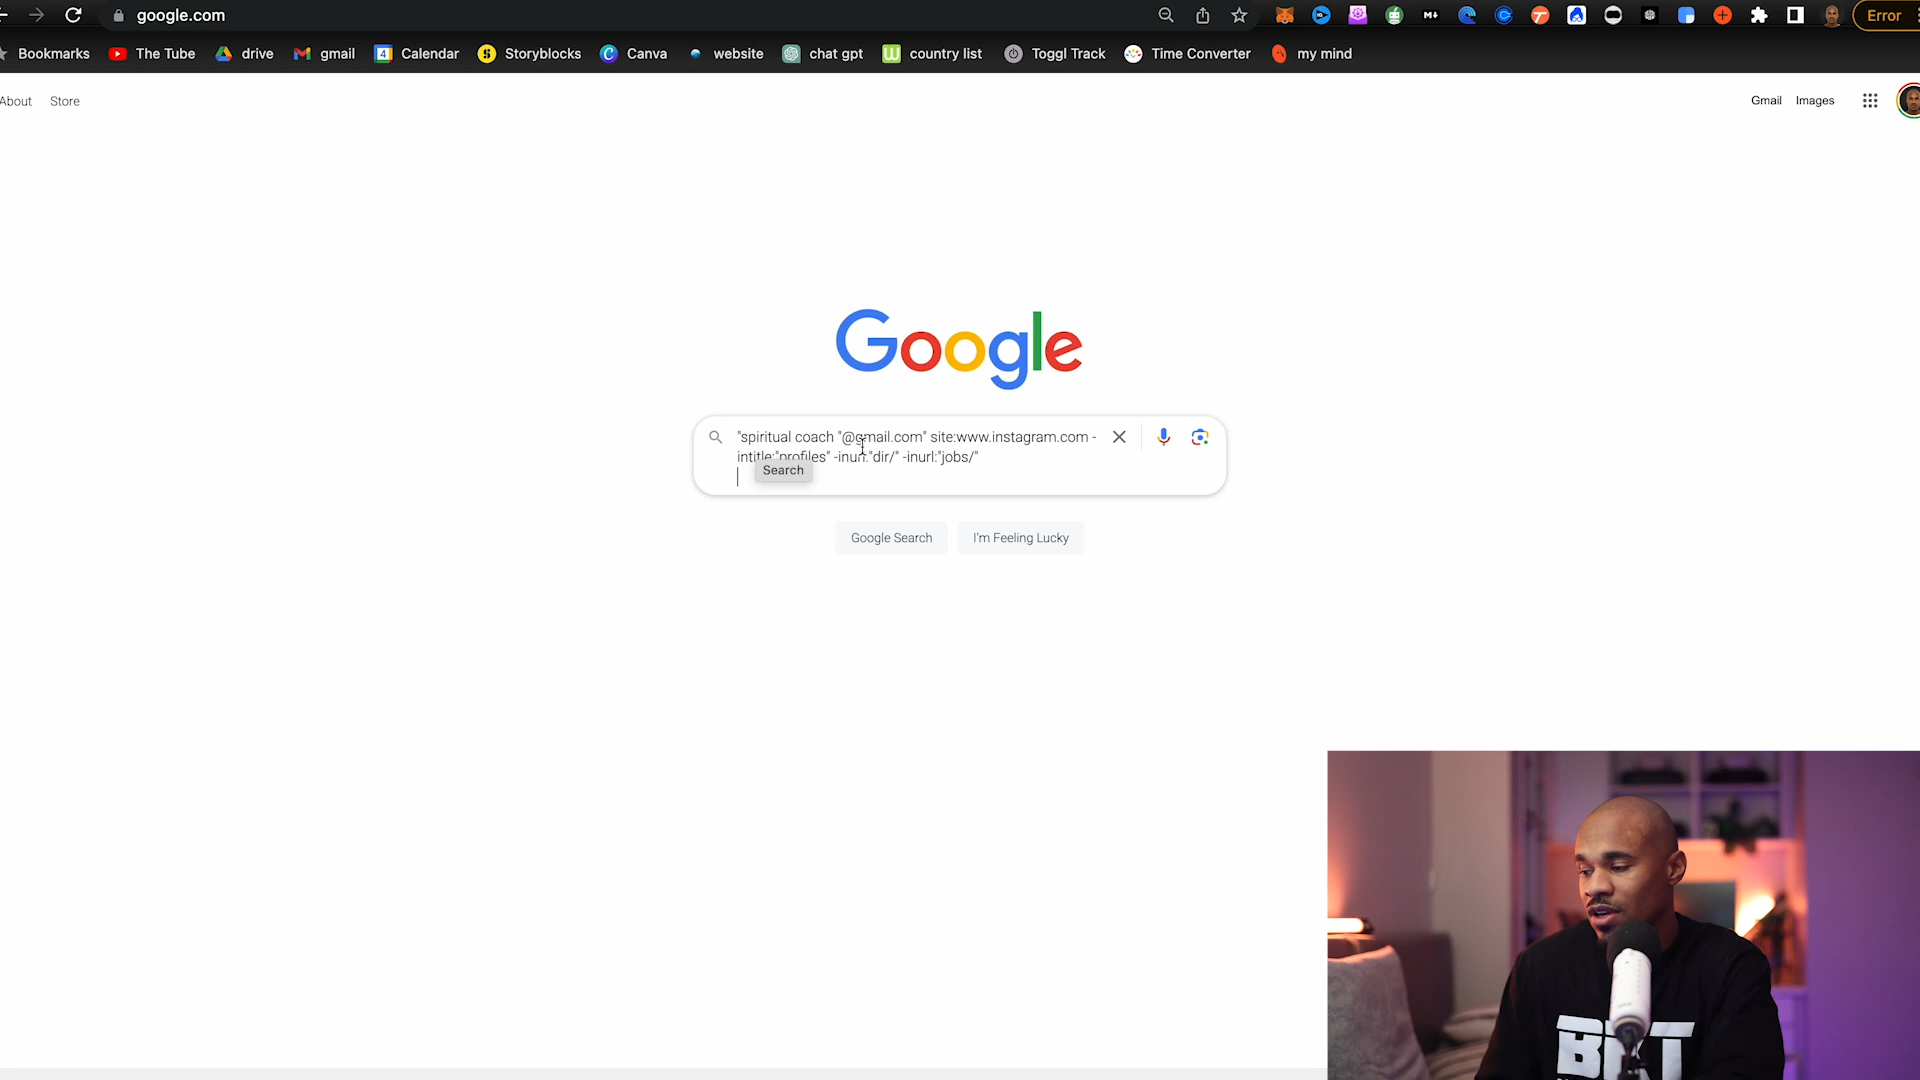 google.com
Error
Bookmarks The Tube drive gmail Calendar Storyblocks Canva website chat gpt country list Toggl Track Time Converter my mind
About Store
Gmail Images
Google
"spiritual coach "@gmail.com" site:www.instagram.com -
intitle:"profiles" -inurl:"dir/" -inurl:"jobs/"
Search
Google Search I'm Feeling Lucky
BKT